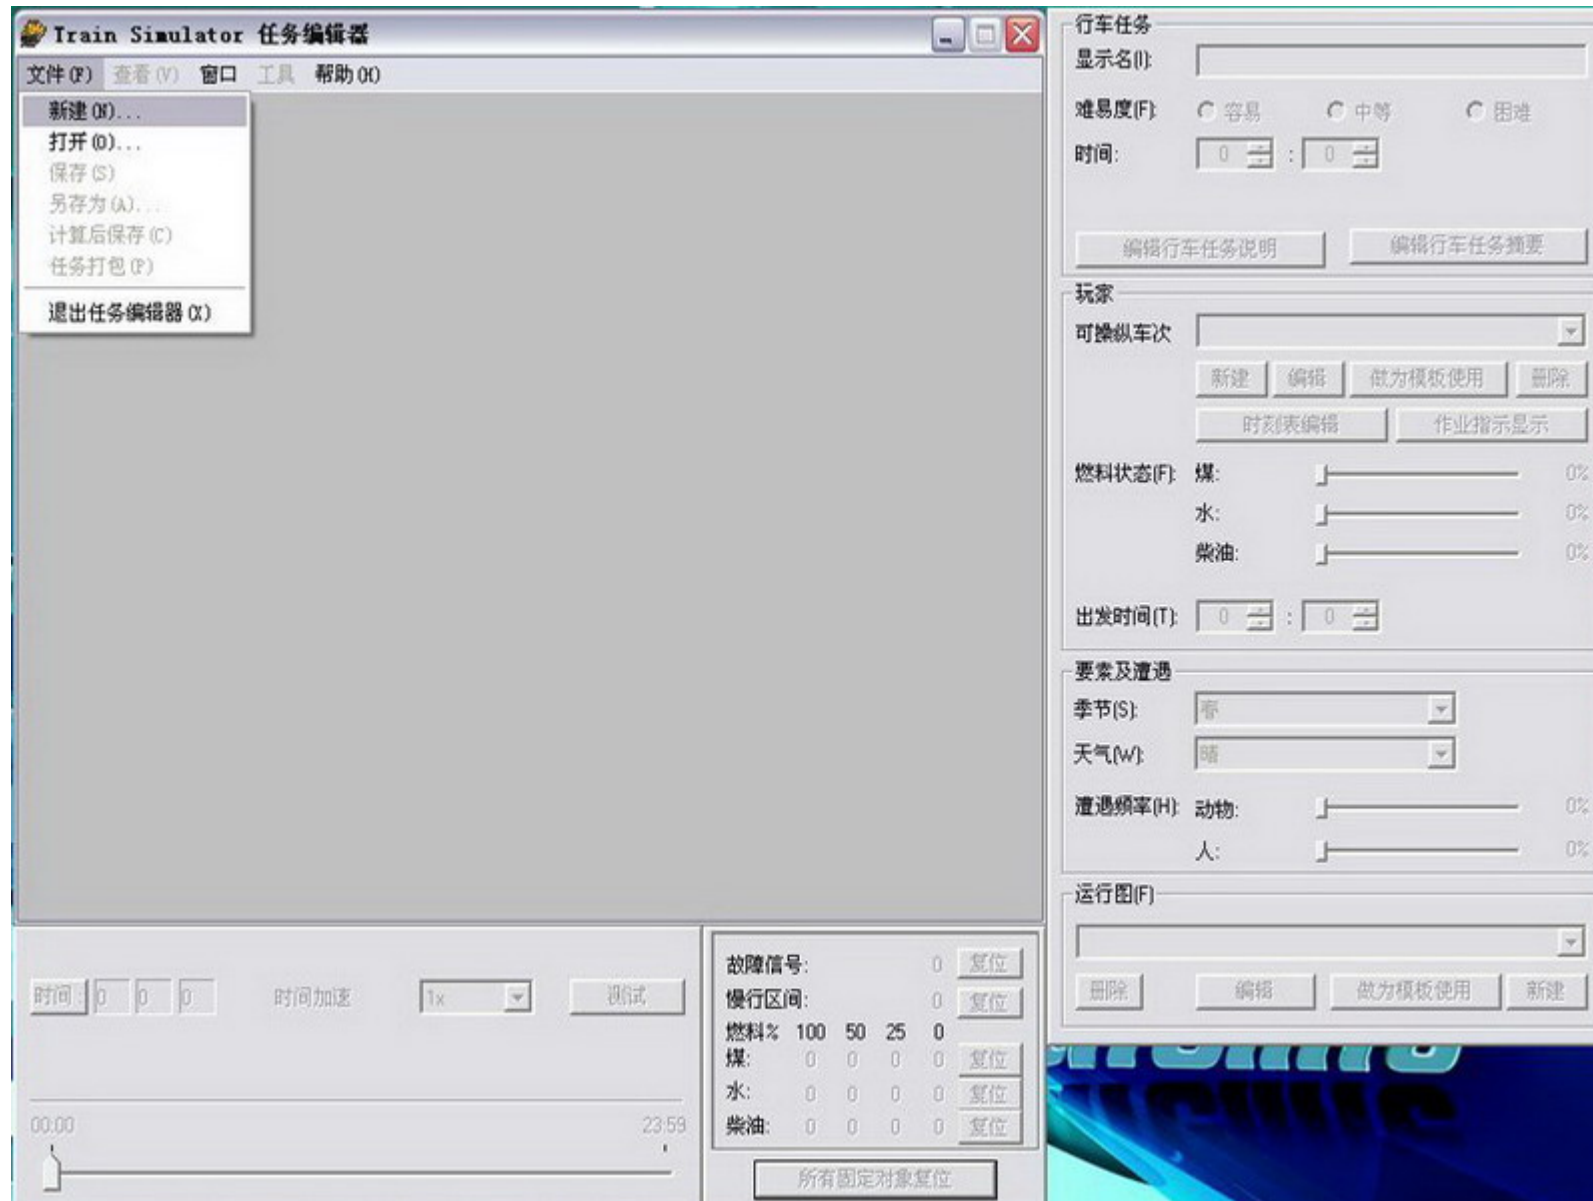 Train Simulator 任务编辑器
文件(F) 查看(V) 窗口 工具 帮助(H)
新建(N)...
打开(O)...
保存(S)
另存为(A)...
计算后保存(C)
任务打包(P)
退出任务编辑器(X)
行车任务
显示名(I):
难易度(F): 容易 中等 困难
时间: 0 : 0
编辑行车任务说明 编辑行车任务摘要
玩家
可操纵车次
新建 编辑 做为模板使用 删除
时刻表编辑 作业指示显示
燃料状态(F): 煤: 0%
水: 0%
柴油: 0%
出发时间(T): 0 : 0
要素及遭遇
季节(S): 春
天气(W): 晴
遭遇频率(H): 动物: 0%
人: 0%
运行图(F)
删除 编辑 做为模板使用 新建
时间: 0 0 0 时间加速 1x 测试
00:00 23:59
故障信号: 0 复位
慢行区间: 0 复位
燃料% 100 50 25 0
煤: 0 0 0 0 复位
水: 0 0 0 0 复位
柴油: 0 0 0 0 复位
所有固定对象复位